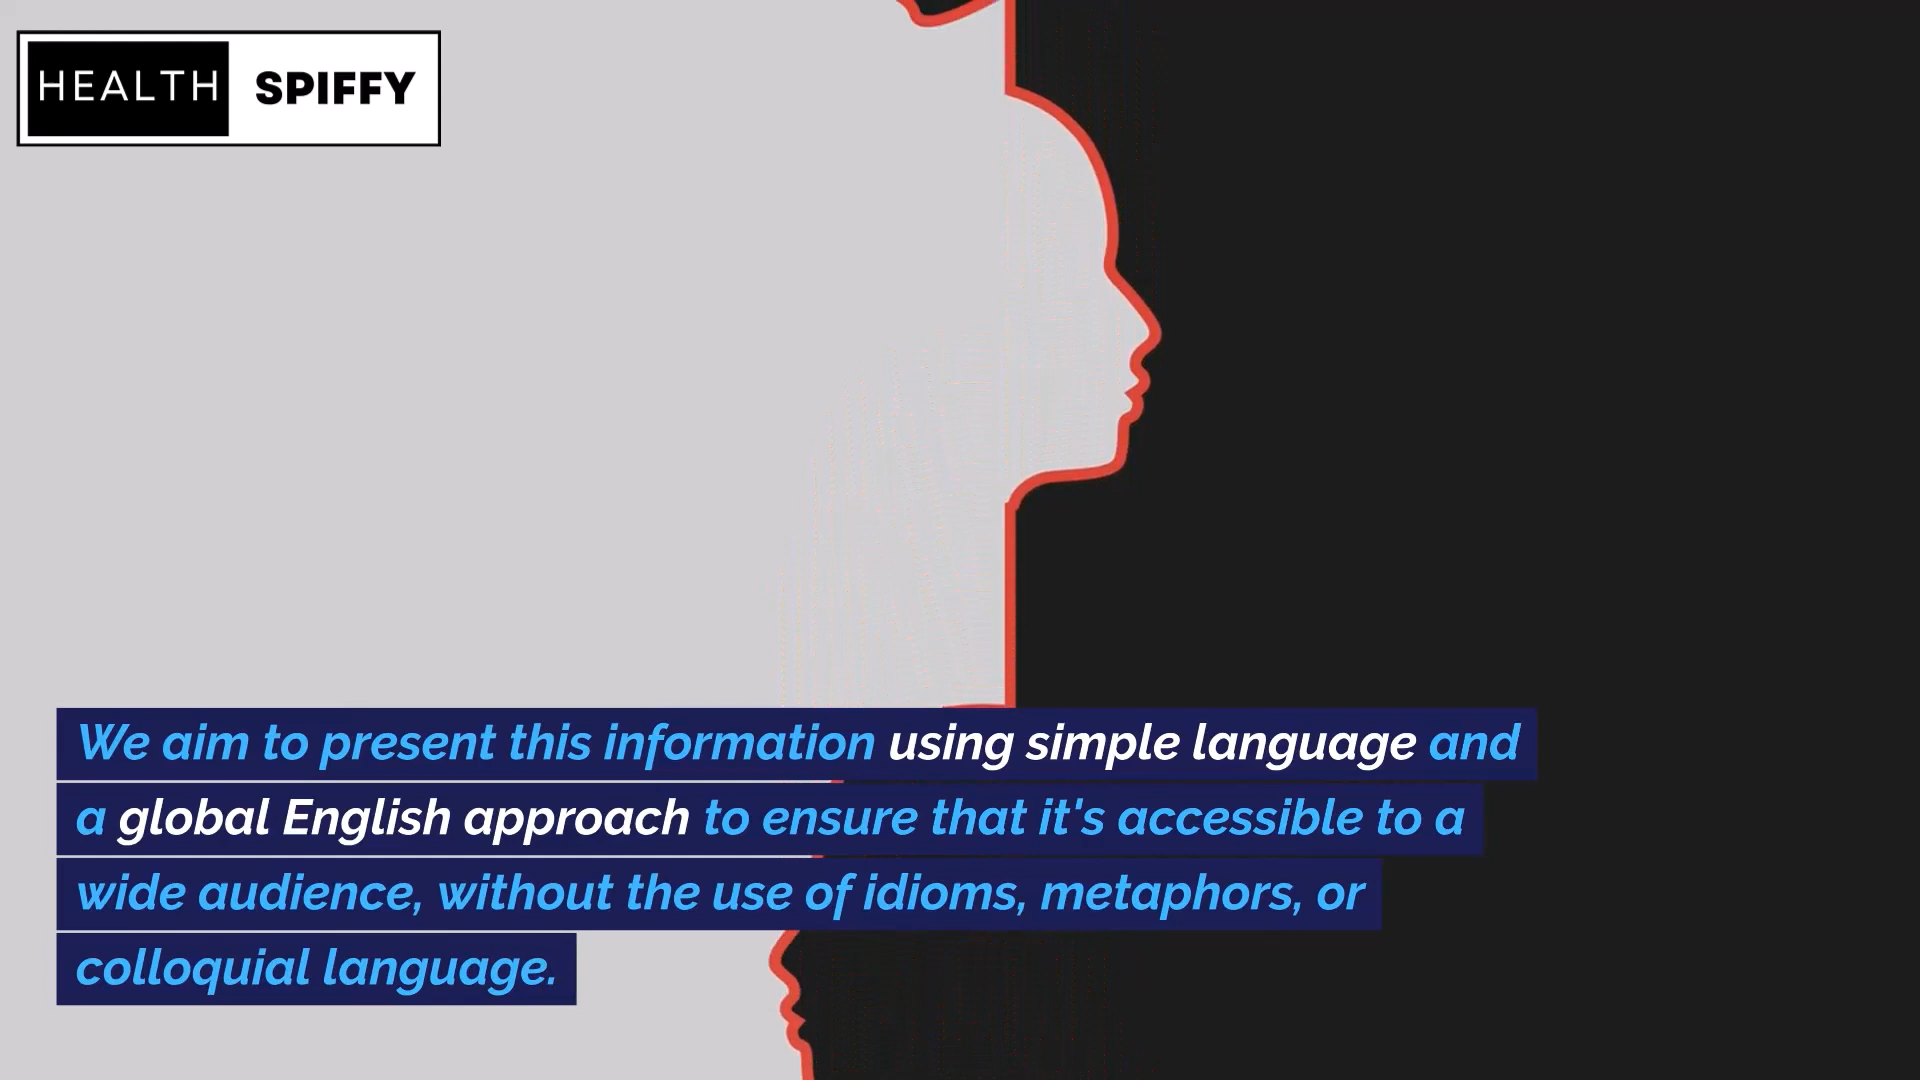 HEALTH SPIFFY
We aim to present this information using simple language and
a global English approach to ensure that it's accessible to a
wide audience, without the use of idioms, metaphors, or
colloquial language.